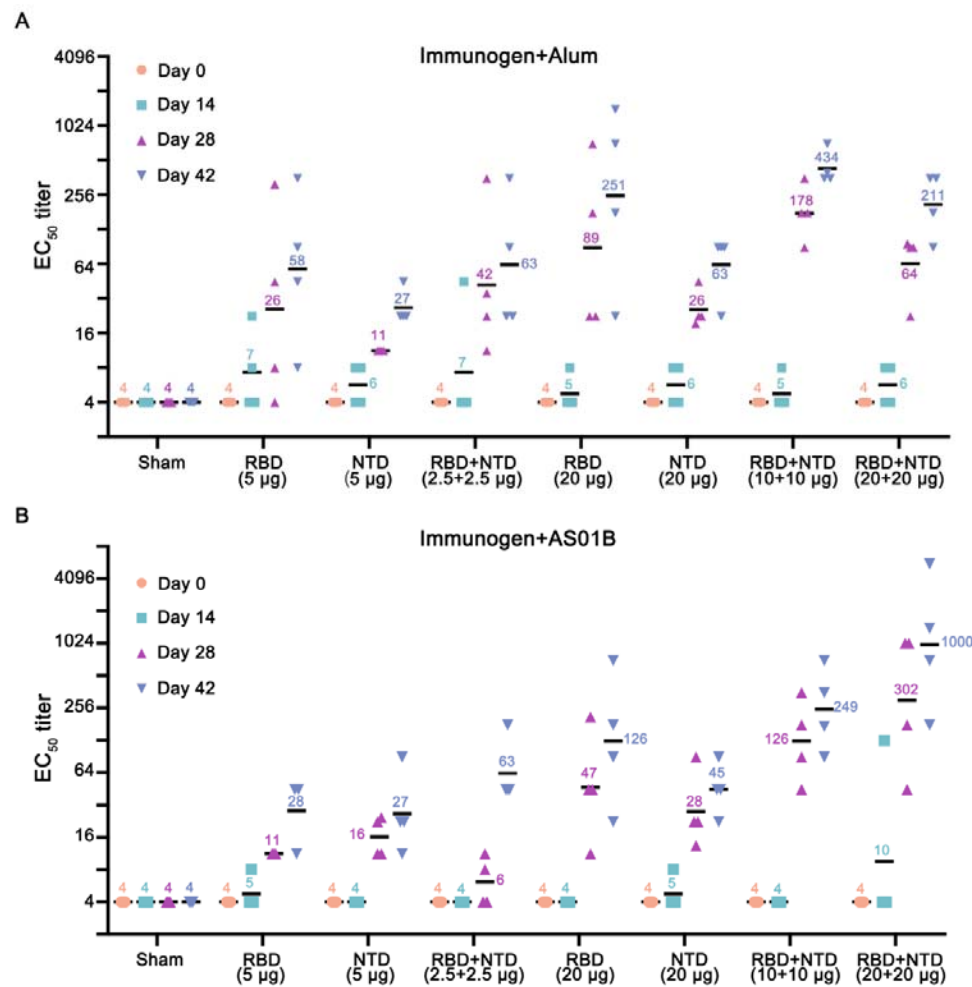 A
Immunogen+Alum
EC50 titer
4096
1024
256
64
16
4
Day 0
Day 14
Day 28
Day 42
4 4 4 4
4 7 26 58
4 6 11 27
4 7 42 63
4 5 89 251
4 6 26 63
4 5 178 434
4 6 64 211
Sham
RBD
(5 μg)
NTD
(5 μg)
RBD+NTD
(2.5+2.5 μg)
RBD
(20 μg)
NTD
(20 μg)
RBD+NTD
(10+10 μg)
RBD+NTD
(20+20 μg)
B
Immunogen+AS01B
EC50 titer
4096
1024
256
64
16
4
Day 0
Day 14
Day 28
Day 42
4 4 4 4
4 5 11 28
4 4 16 27
4 4 6 63
4 4 47 126
4 5 28 45
4 4 126 249
4 10 302 1000
Sham
RBD
(5 μg)
NTD
(5 μg)
RBD+NTD
(2.5+2.5 μg)
RBD
(20 μg)
NTD
(20 μg)
RBD+NTD
(10+10 μg)
RBD+NTD
(20+20 μg)